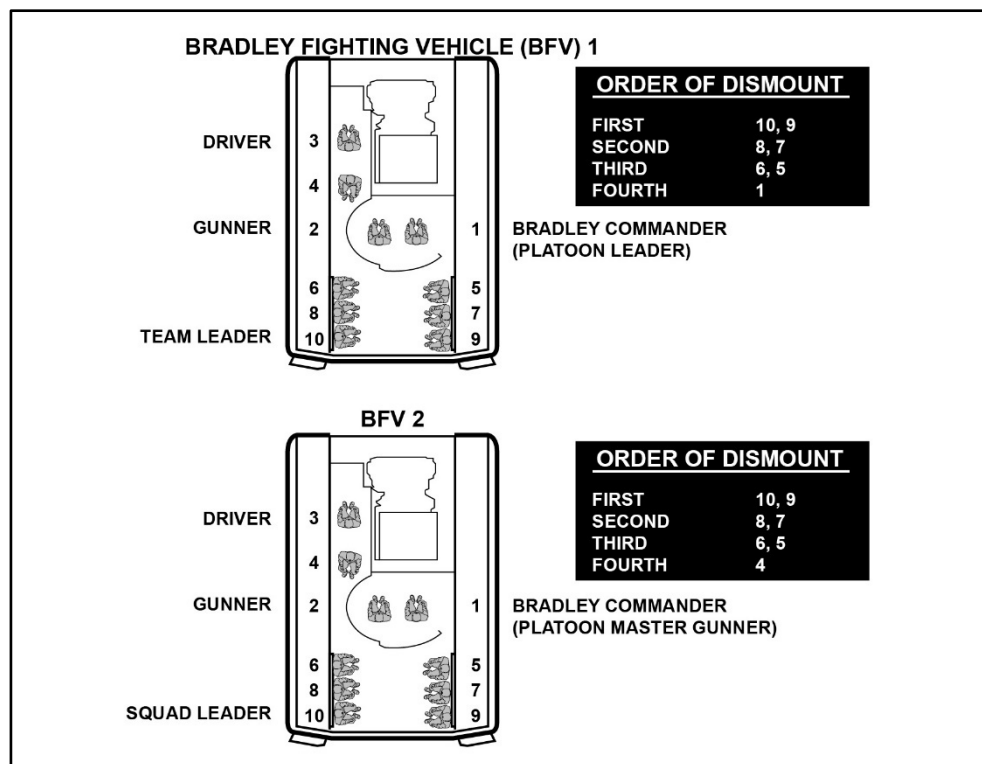 BRADLEY FIGHTING VEHICLE (BFV) 1
ORDER OF DISMOUNT
FIRST 10, 9
SECOND 8, 7
THIRD 6, 5
FOURTH 1
DRIVER 3
4
GUNNER 2 1 BRADLEY COMMANDER
(PLATOON LEADER)
6 5
8 7
TEAM LEADER 10 9
BFV 2
ORDER OF DISMOUNT
FIRST 10, 9
SECOND 8, 7
THIRD 6, 5
FOURTH 4
DRIVER 3
4
GUNNER 2 1 BRADLEY COMMANDER
(PLATOON MASTER GUNNER)
6 5
8 7
SQUAD LEADER 10 9